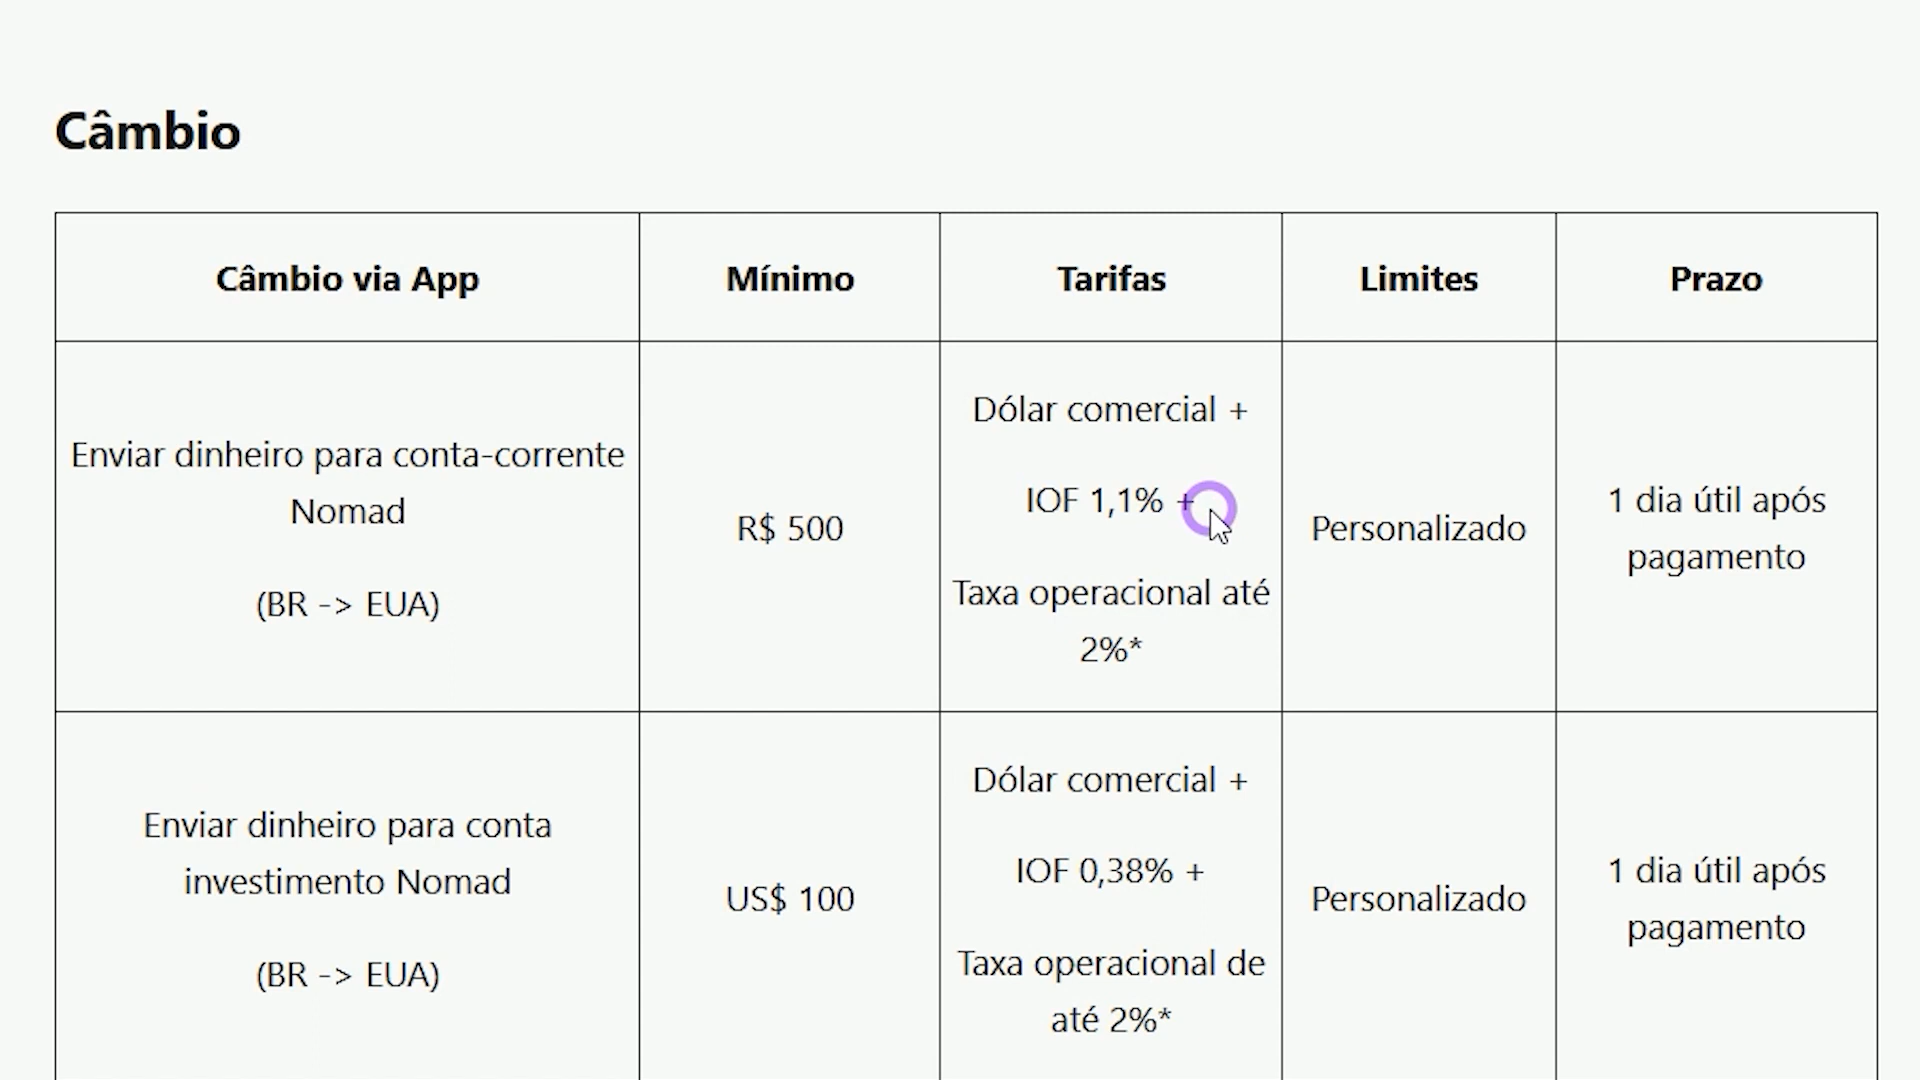 Câmbio
Câmbio via App
Mínimo
Tarifas
Limites
Prazo
Enviar dinheiro para conta-corrente
Nomad
(BR -> EUA)
R$ 500
Dólar comercial +
IOF 1,1% +
Taxa operacional até
2%*
Personalizado
1 dia útil após
pagamento
Enviar dinheiro para conta
investimento Nomad
(BR -> EUA)
US$ 100
Dólar comercial +
IOF 0,38% +
Taxa operacional de
até 2%*
Personalizado
1 dia útil após
pagamento